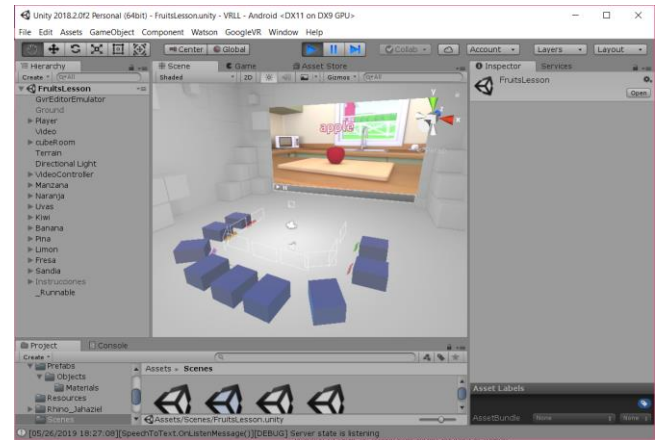 Unity 2018.2.0f2 Personal (64bit) - FruitsLesson.unity - VRLL - Android <DX11 on DX9 GPU>
File Edit Assets GameObject Component Watson GoogleVR Window Help
Center Global Collab Account Layers Layout
Hierarchy
Create All
FruitsLesson
GvrEditorEmulator
Ground
Player
Video
cubeRoom
Terrain
Directional Light
VideoController
Manzana
Naranja
Uvas
Kiwi
Banana
Pina
Limon
Fresa
Sandia
Instrucciones
_Runnable
Scene Game Asset Store
Shaded 2D Gizmos All
apple
Inspector Services
FruitsLesson
Open
Project Console
Create
Prefabs
Objects
Materials
Resources
Rhino_Jahaziel
Scenes
Assets Scenes
Assets/Scenes/FruitsLesson.unity
Asset Labels
AssetBundle None None
[05/26/2019 18:27:08][SpeechToText.OnListenMessage()][DEBUG] Server state is listening